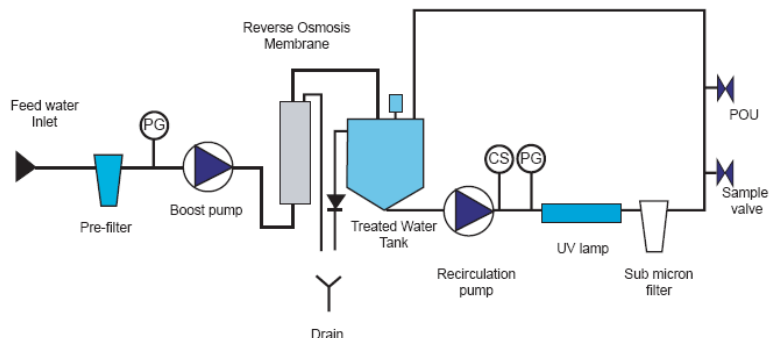 Reverse Osmosis
Membrane
Feed water
Inlet
PG
Boost pump
Pre-filter
Treated Water
Tank
Drain
CS
PG
Recirculation
pump
UV lamp
Sub micron
filter
POU
Sample
valve